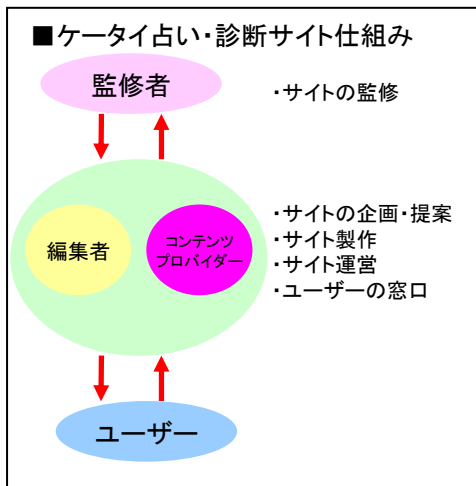 ■ケータイ占い・診断サイト仕組み
監修者
・サイトの監修
編集者
コンテンツ
プロバイダー
・サイトの企画・提案
・サイト製作
・サイト運営
・ユーザーの窓口
ユーザー